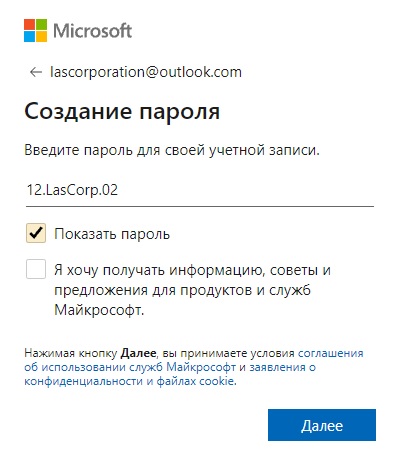 Microsoft
← lascorporation@outlook.com
Создание пароля
Введите пароль для своей учетной записи.
12.LasCorp.02
Показать пароль
Я хочу получать информацию, советы и
предложения для продуктов и служб
Майкрософт.
Нажимая кнопку Далее, вы принимаете условия соглашения
об использовании служб Майкрософт и заявления о
конфиденциальности и файлах cookie.
Далее